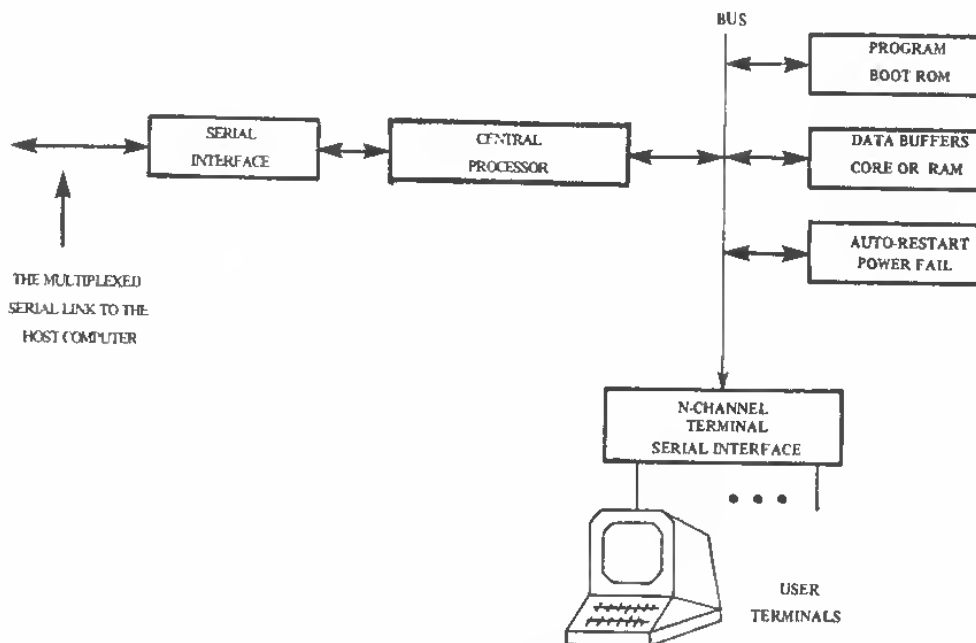 BUS
PROGRAM
BOOT ROM
SERIAL
INTERFACE
CENTRAL
PROCESSOR
DATA BUFFERS
CORE OR RAM
AUTO-RESTART
POWER FAIL
THE MULTIPLEXED
SERIAL LINK TO THE
HOST COMPUTER
N-CHANNEL
TERMINAL
SERIAL INTERFACE
USER
TERMINALS